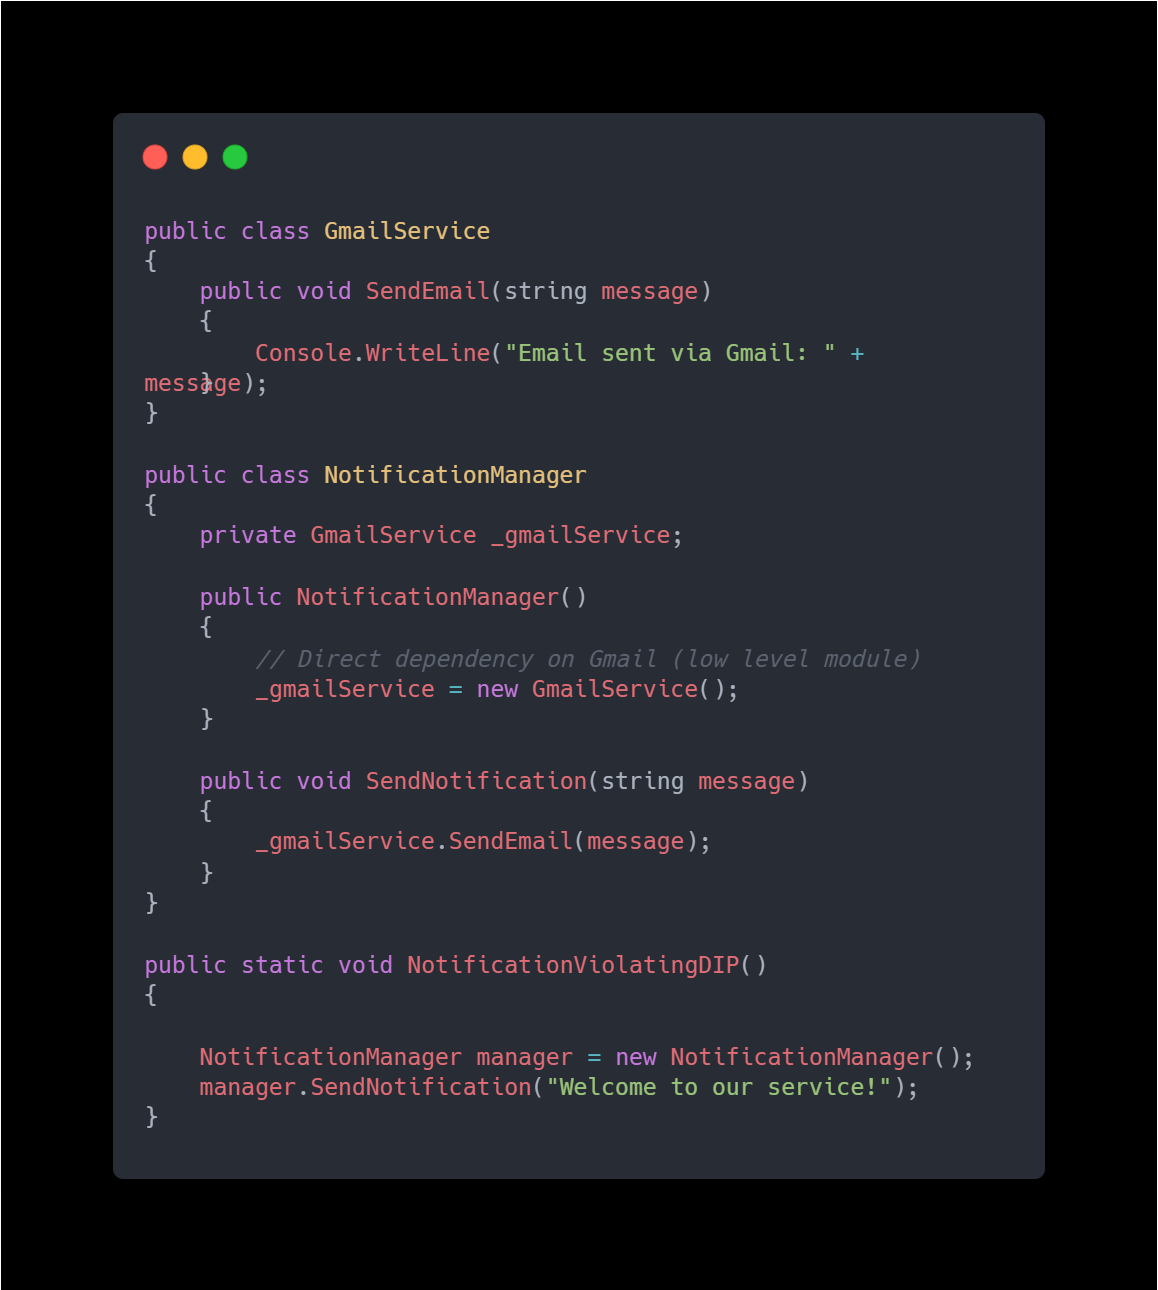 public class GmailService
{
    public void SendEmail(string message)
    {
        Console.WriteLine("Email sent via Gmail: " +
message);
    }
}

public class NotificationManager
{
    private GmailService _gmailService;

    public NotificationManager()
    {
        // Direct dependency on Gmail (low level module)
        _gmailService = new GmailService();
    }

    public void SendNotification(string message)
    {
        _gmailService.SendEmail(message);
    }
}

public static void NotificationViolatingDIP()
{

    NotificationManager manager = new NotificationManager();
    manager.SendNotification("Welcome to our service!");
}